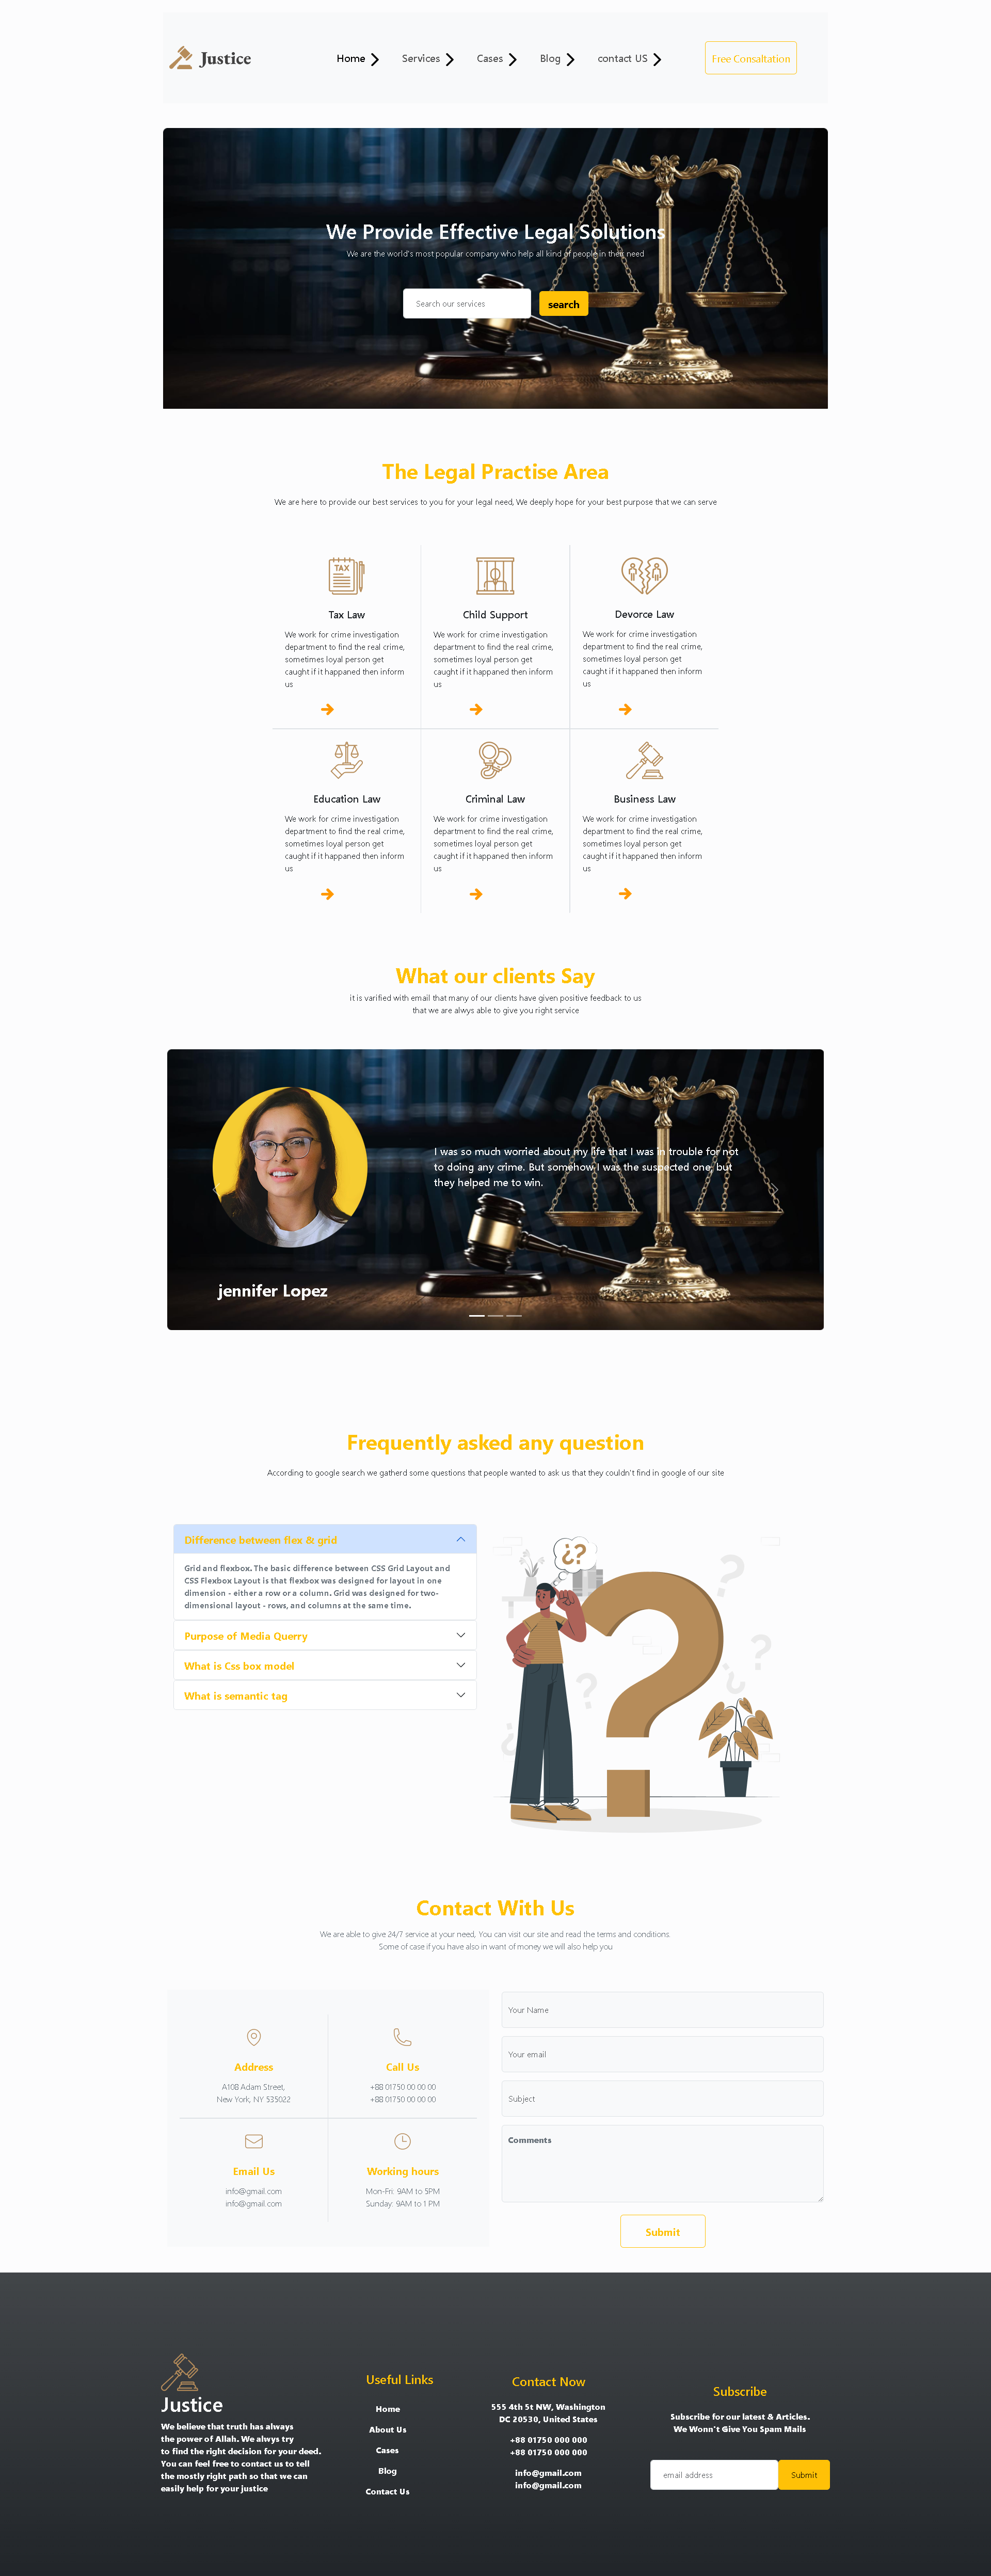 Justice
Home
Services
Cases
Blog
contact US
Free Consaltation
We Provide Effective Legal Solutions
We are the world's most popular company who help all kind of people in their need
Search our services.
search
The Legal Practise Area
We are here to provide our best services to you for your legal need, We deeply hope for your best purpose that we can serve
TAX
Tax Law
We work for crime investigation
department to find the real crime,
sometimes loyal person get
caught if it happaned then inform
us
Child Support
We work for crime investigation
department to find the real crime,
sometimes loyal person get
caught if it happaned then inform
us
Devorce Law
We work for crime investigation
department to find the real crime,
sometimes loyal person get
caught if it happaned then inform
us
Education Law
We work for crime investigation
department to find the real crime,
sometimes loyal person get
caught if it happaned then inform
us
Criminal Law
We work for crime investigation
department to find the real crime,
sometimes loyal person get
caught if it happaned then inform
us
Business Law
We work for crime investigation
department to find the real crime,
sometimes loyal person get
caught if it happaned then inform
us
What our clients Say
it is varified with email that many of our clients have given positive feedback to us
that we are alwys able to give you right service
I was so much worried about my life that I was in trouble for not
to doing any crime. But somehow I was the suspected one, but
they helped me to win.
jennifer Lopez
Frequently asked any question
According to google search we gatherd some questions that people wanted to ask us that they couldn't find in google of our site
Difference between flex & grid
Grid and flexbox. The basic difference between CSS Grid Layout and
CSS Flexbox Layout is that flexbox was designed for layout in one
dimension - either a row or a column. Grid was designed for two-
dimensional layout - rows, and columns at the same time.
Purpose of Media Querry
What is Css box model
What is semantic tag
¿?
?
Contact With Us
We are able to give 24/7 service at your need, You can visit our site and read the terms and conditions.
Some of case if you have also in want of money we will also help you
Address
A108 Adam Street,
New York, NY 535022
Call Us
+88 01750 00 00 00
+88 01750 00 00 00
Email Us
info@gmail.com
info@gmail.com
Working hours
Mon-Fri: 9AM to 5PM
Sunday: 9AM to 1 PM
Your Name
Your email
Subject
Comments
Submit
Justice
We believe that truth has always
the power of Allah. We alwys try
to find the right decision for your deed.
You can feel free to contact us to tell
the mostly right path so that we can
easily help for your justice
Useful Links
Home
About Us
Cases
Blog
Contact Us
Contact Now
555 4th 5t NW, Washington
DC 20530, United States
+88 01750 000 000
+88 01750 000 000
info@gmail.com
info@gmail.com
Subscribe
Subscribe for our latest & Articles.
We Wonn't Give You Spam Mails
email address
Submit